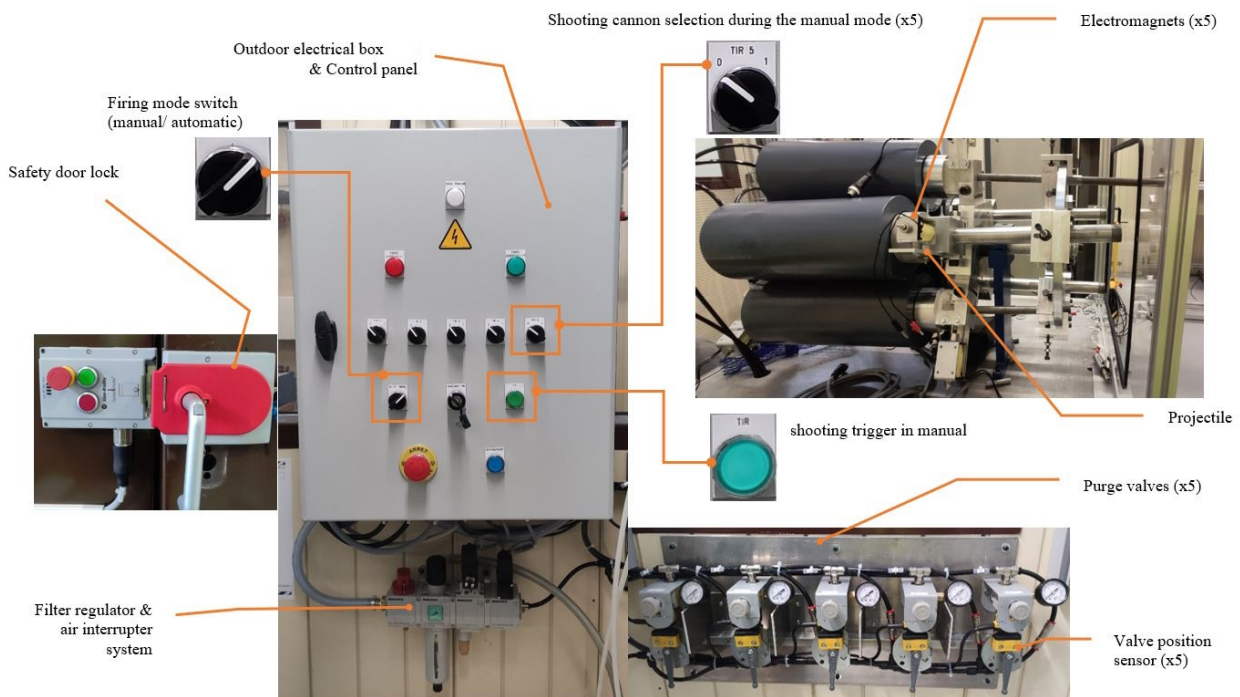 Shooting cannon selection during the manual mode (x5)
Electromagnets (x5)
Outdoor electrical box
& Control panel
TIR 5
0 1
Firing mode switch
(manual/ automatic)
Safety door lock
ARRET
Projectile
TIR
shooting trigger in manual
Purge valves (x5)
Filter regulator &
air interrupter
system
Valve position
sensor (x5)